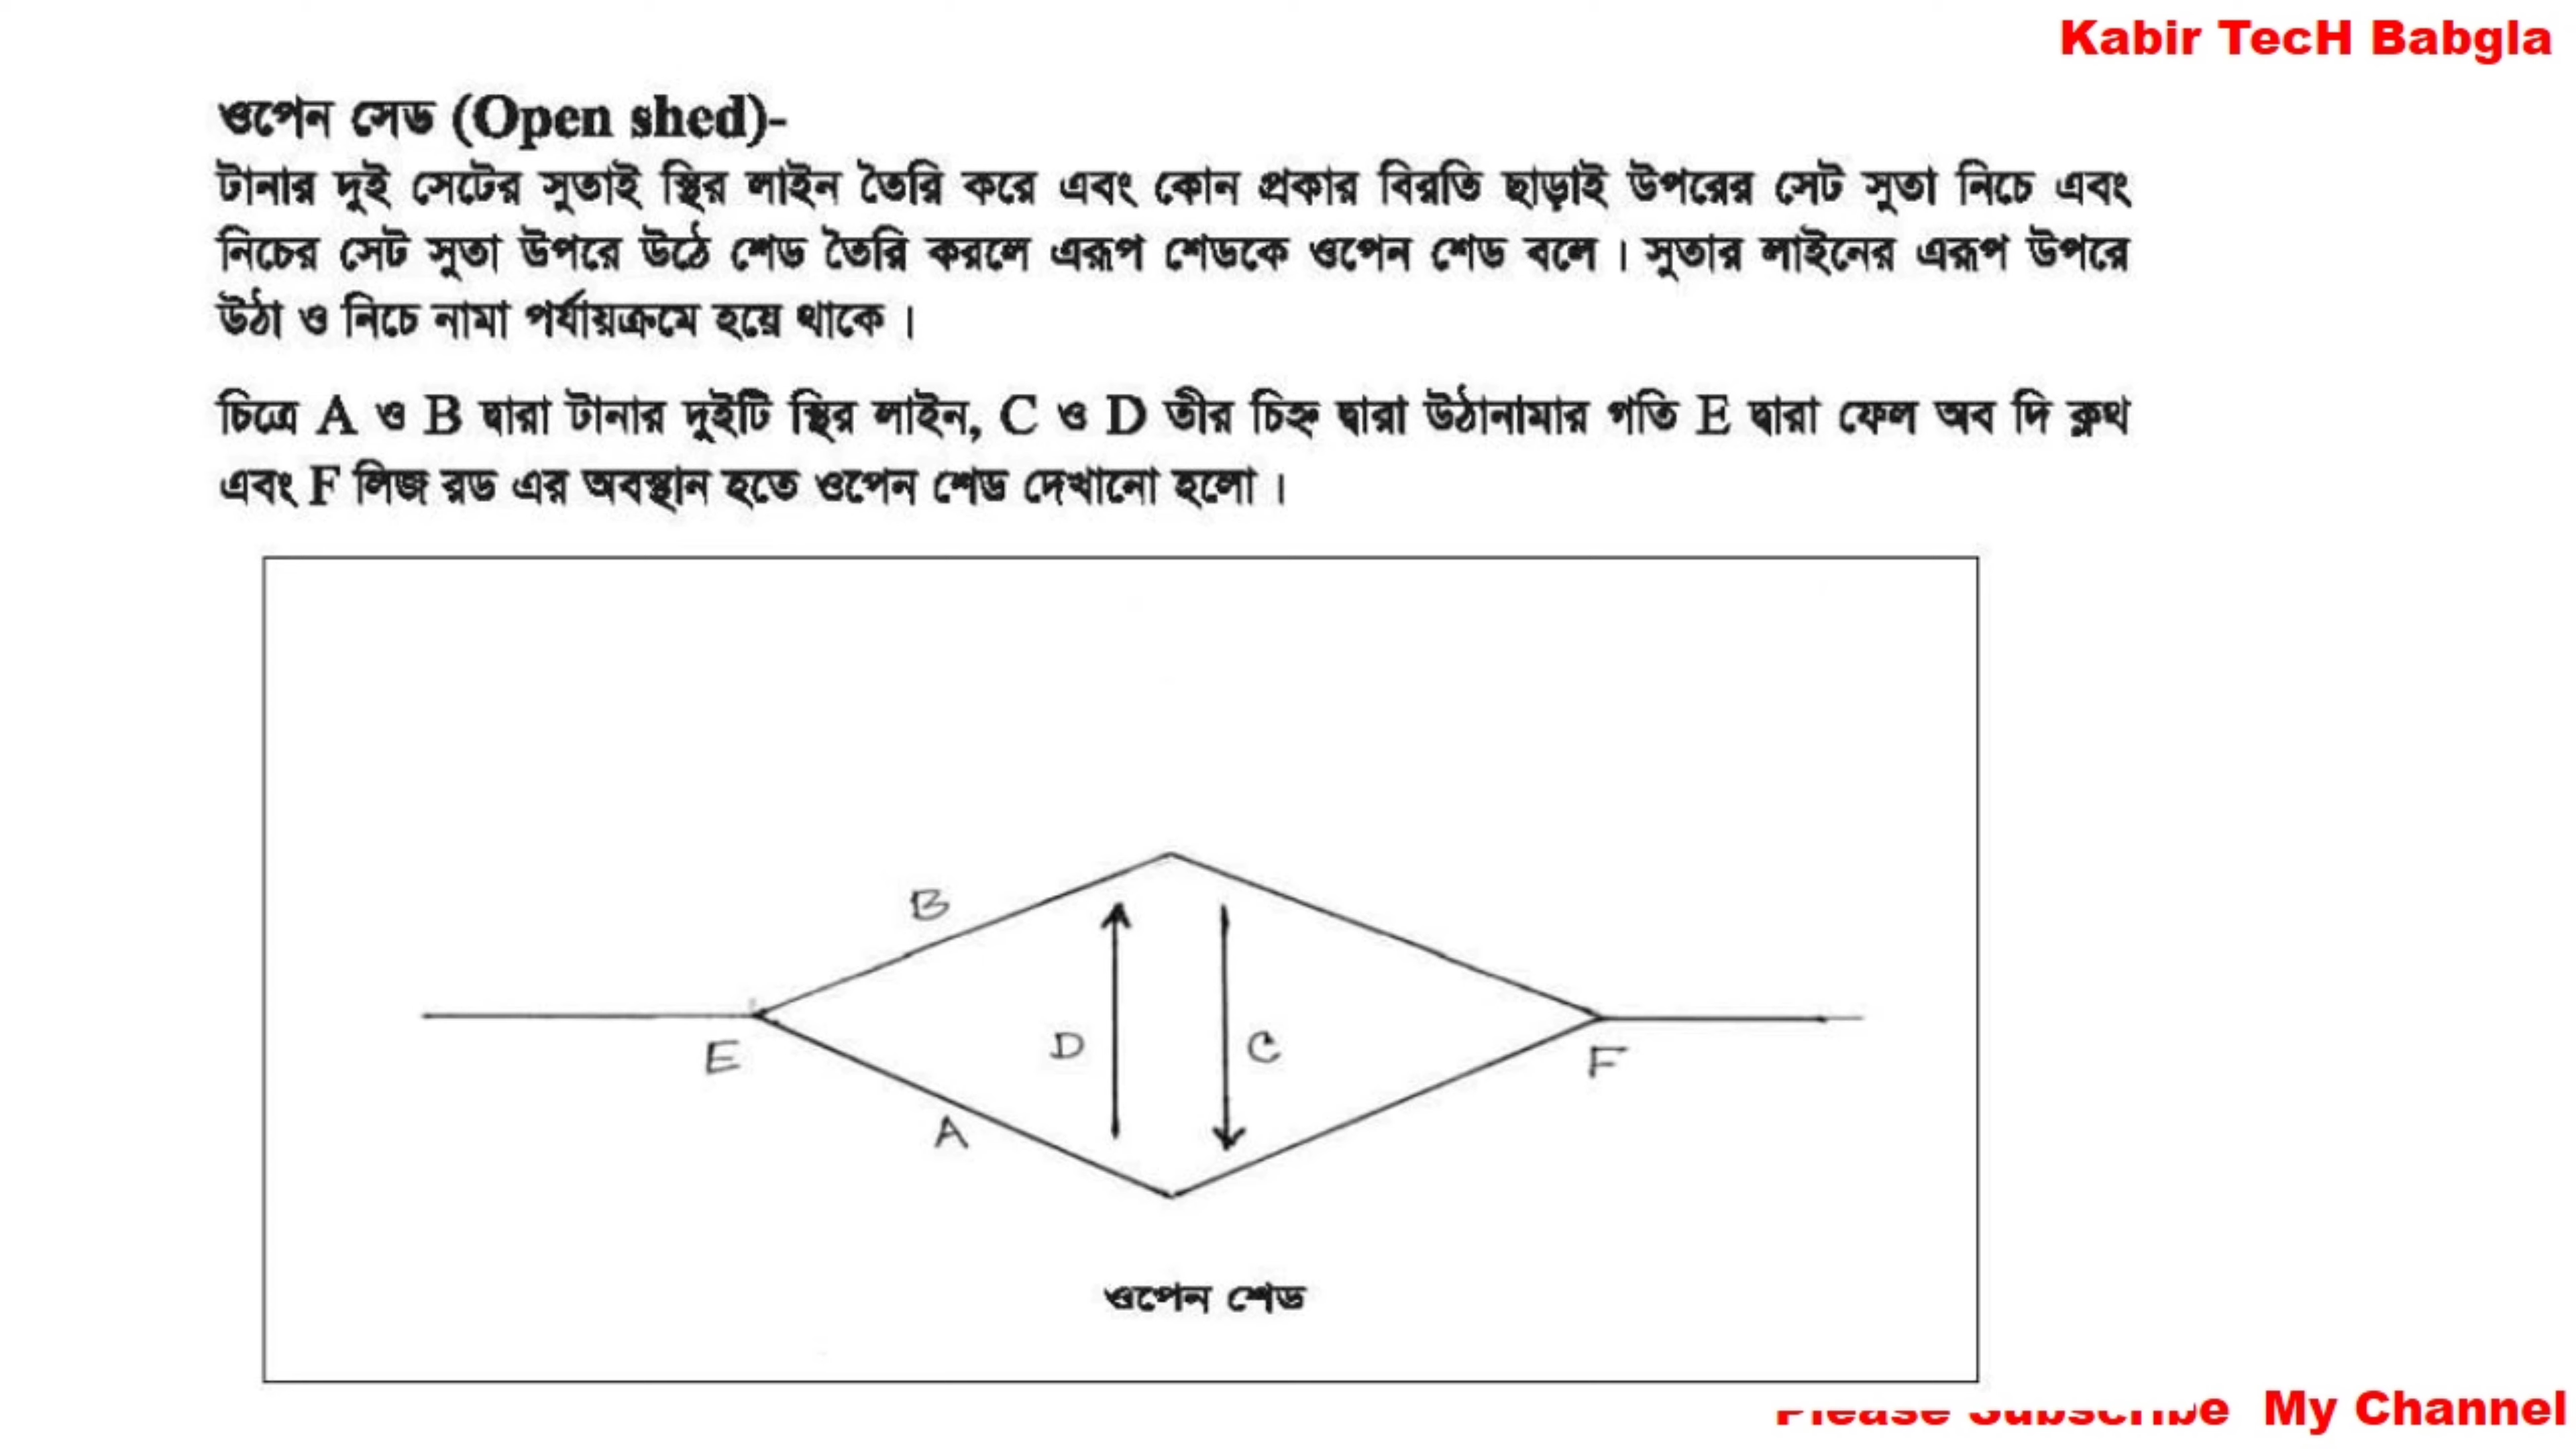 Kabir TecH Babgla
ওপেন সেড (Open shed)-
টানার দুই সেটের সুতাই স্থির লাইন তৈরি করে এবং কোন প্রকার বিরতি ছাড়াই উপরের সেট সুতা নিচে এবং
নিচের সেট সুতা উপরে উঠে শেড তৈরি করলে এরূপ শেডকে ওপেন শেড বলে। সুতার লাইনের এরূপ উপরে
উঠা ও নিচে নামা পর্যায়ক্রমে হয়ে থাকে।
চিত্রে A ও B দ্বারা টানার দুইটি স্থির লাইন, C ও D তীর চিহ্ন দ্বারা উঠানামার গতি E দ্বারা ফেল অব দি ক্লথ
এবং F লিজ রড এর অবস্থান হতে ওপেন শেড দেখানো হলো।
B
D
C
E
F
A
ওপেন শেড
Please Subscribe My Channel